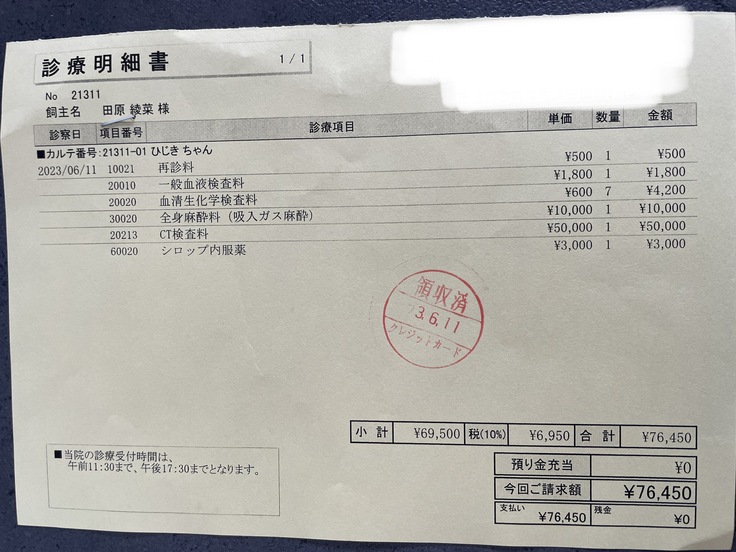 診療明細書
1 / 1
No 21311
飼主名 田原 綾菜 様
診察日 項目番号 診療項目 単価 数量 金額
■カルテ番号:21311-01 ひじき ちゃん
2023/06/11 10021 再診料 ¥500 1 ¥500
20010 一般血液検査料 ¥1,800 1 ¥1,800
20020 血清生化学検査料 ¥600 7 ¥4,200
30020 全身麻酔料（吸入ガス麻酔） ¥10,000 1 ¥10,000
20213 CT検査料 ¥50,000 1 ¥50,000
60020 シロップ内服薬 ¥3,000 1 ¥3,000
領収済
3.6.11
クレジットカード
小計 ¥69,500 税(10%) ¥6,950 合計 ¥76,450
■当院の診療受付時間は、
午前11:30まで、午後17:30までとなります。
預り金充当 ¥0
今回ご請求額 ¥76,450
支払い ¥76,450 残金 ¥0